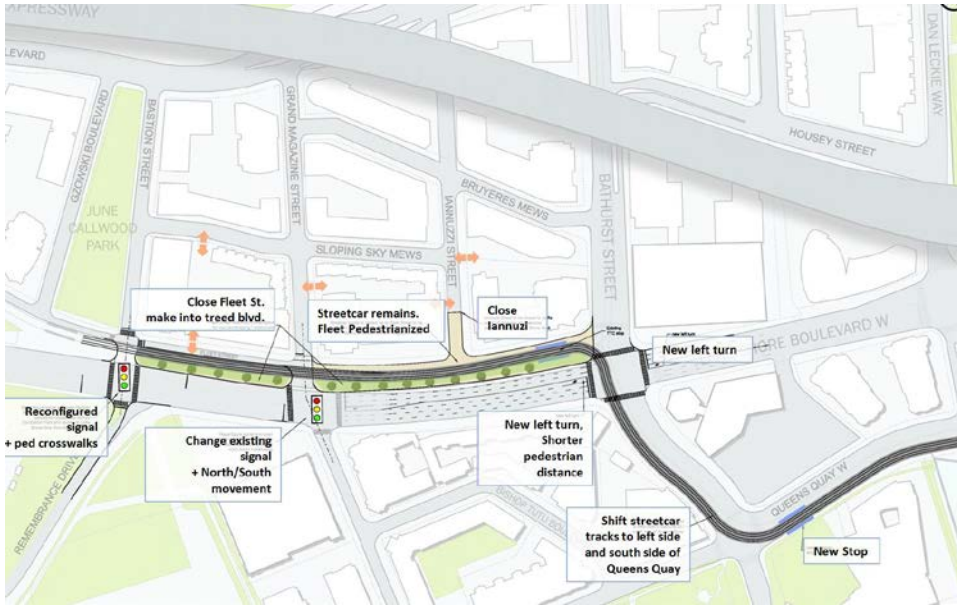 EXPRESSWAY
LEVARD
GZOWSKI BOULEVARD
BASTION STREET
GRAND MAGAZINE STREET
DAN LECKIE WAY
HOUSEY STREET
BATHURST STREET
BRUYERES MEWS
IANNUZZI STREET
JUNE
CALLWOOD
PARK
SLOPING SKY MEWS
Close Fleet St.
make into treed blvd.
Streetcar remains.
Fleet Pedestrianized
Close
Iannuzi
New left turn
ORE BOULEVARD W
Reconfigured
signal
+ ped crosswalks
Change existing
signal
+ North/South
movement
New left turn,
Shorter
pedestrian
distance
REMEMBRANCE DRIVE
BISHOP TUTU BOU
QUEENS QUAY W
Shift streetcar
tracks to left side
and south side of
Queens Quay
New Stop